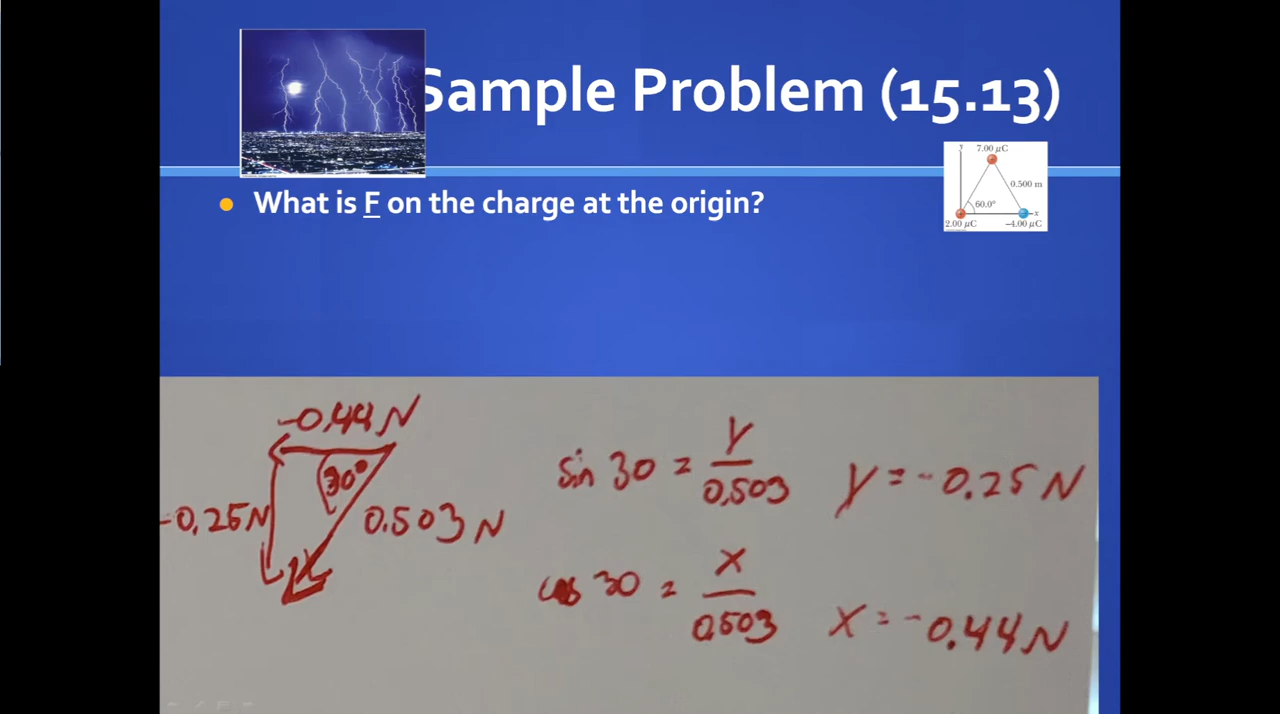 Sample Problem (15.13)
What is F on the charge at the origin?
y
7.00 μC
0.500 m
60.0°
x
2.00 μC
−4.00 μC
-0.44 N
30°
-0.25N
0.503 N
sin 30 = Y / 0.503
Y = -0.25 N
cos 30 = X / 0.503
X = -0.44 N